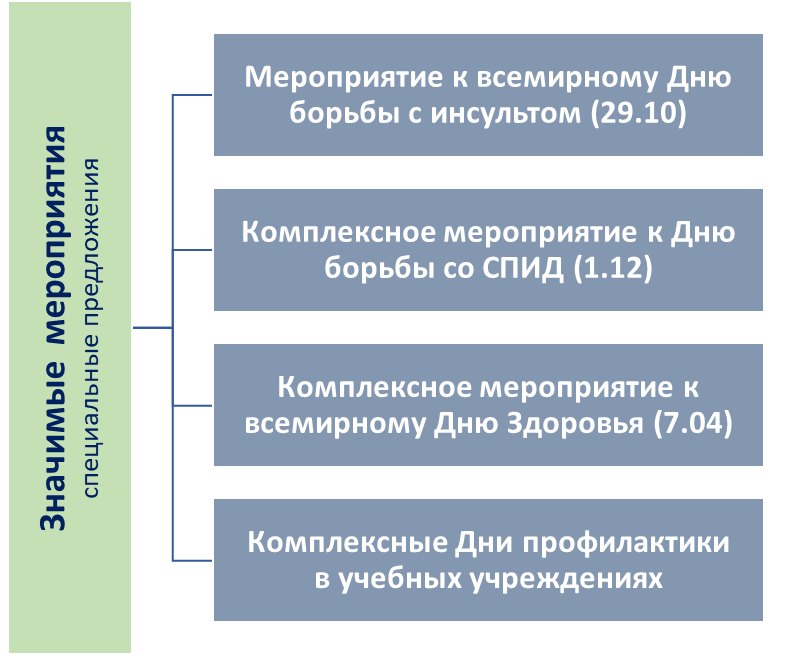 Значимые мероприятия
специальные предложения
Мероприятие к всемирному Дню
борьбы с инсультом (29.10)
Комплексное мероприятие к Дню
борьбы со СПИД (1.12)
Комплексное мероприятие к
всемирному Дню Здоровья (7.04)
Комплексные Дни профилактики
в учебных учреждениях